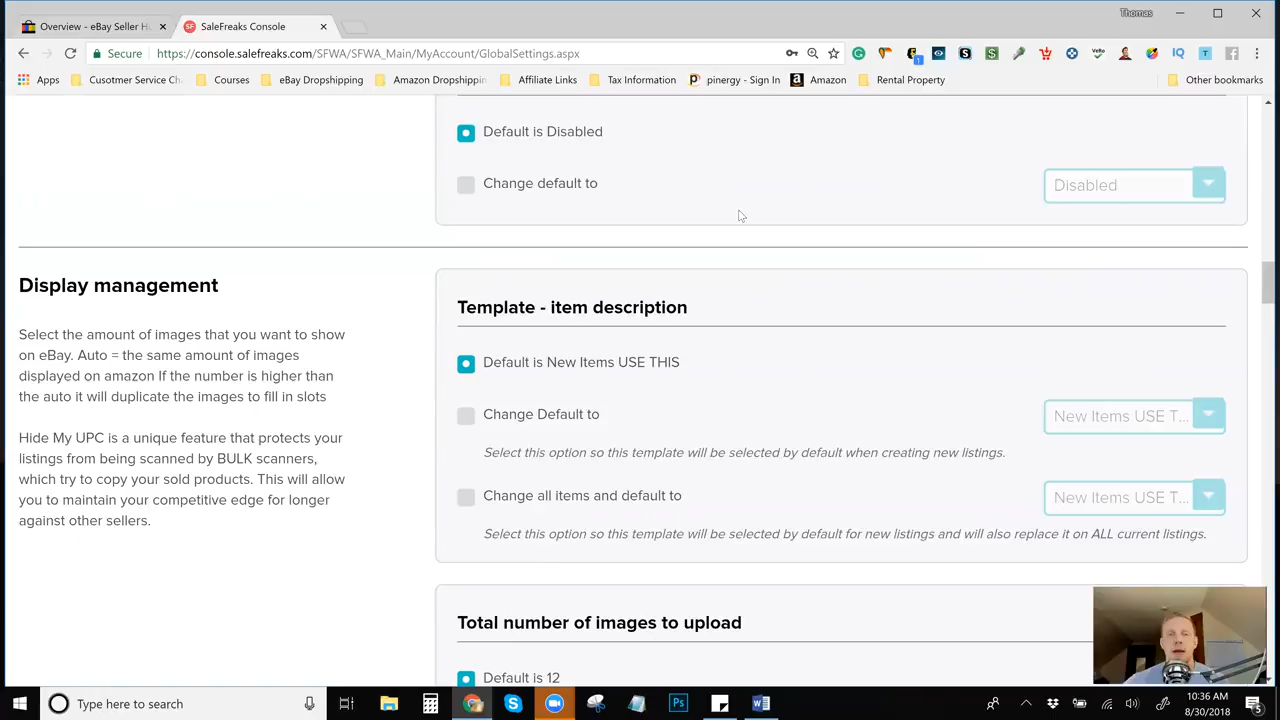 Overview - eBay Seller Hu
SaleFreaks Console
Thomas
Secure
https://console.salefreaks.com/SFWA/SFWA_Main/MyAccount/GlobalSettings.aspx
Apps
Cusotmer Service Ch
Courses
eBay Dropshipping
Amazon Dropshippin
Affiliate Links
Tax Information
pinergy - Sign In
Amazon
Rental Property
Other bookmarks
Default is Disabled
Change default to
Disabled
Display management
Select the amount of images that you want to show
on eBay. Auto = the same amount of images
displayed on amazon If the number is higher than
the auto it will duplicate the images to fill in slots
Hide My UPC is a unique feature that protects your
listings from being scanned by BULK scanners,
which try to copy your sold products. This will allow
you to maintain your competitive edge for longer
against other sellers.
Template - item description
Default is New Items USE THIS
Change Default to
New Items USE T...
Select this option so this template will be selected by default when creating new listings.
Change all items and default to
New Items USE T...
Select this option so this template will be selected by default for new listings and will also replace it on ALL current listings.
Total number of images to upload
Default is 12
Type here to search
10:36 AM
8/30/2018